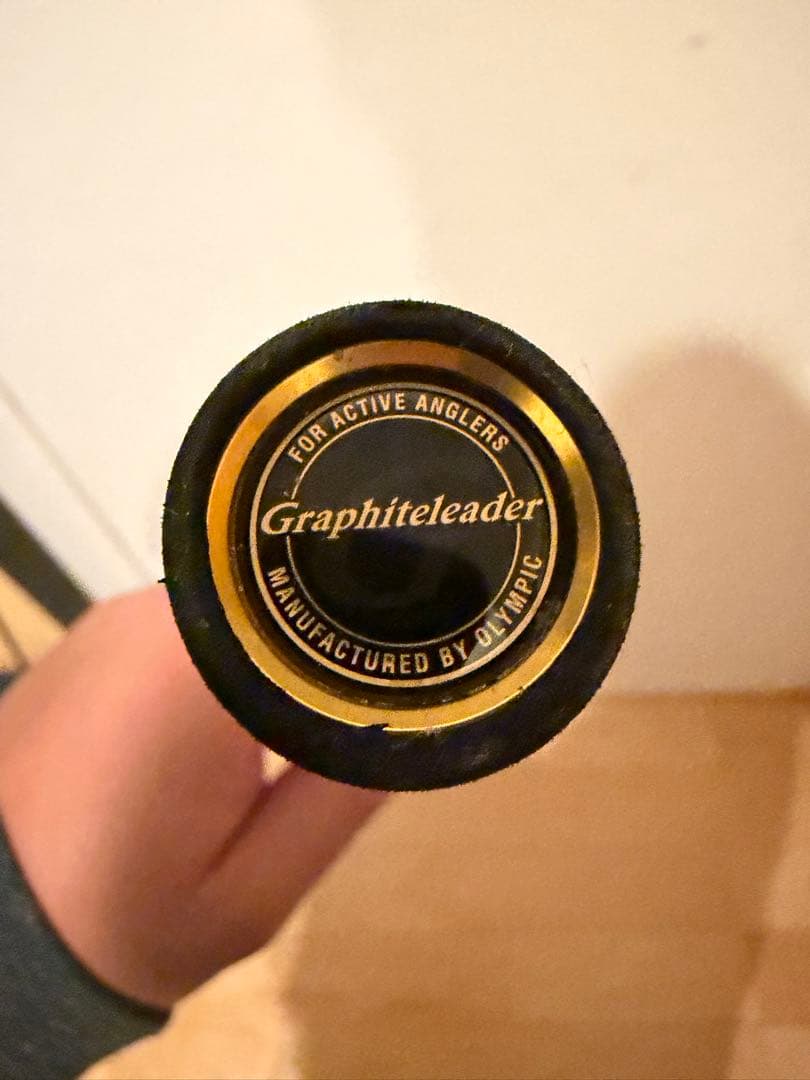 FOR ACTIVE ANGLERS
Graphiteleader
MANUFACTURED BY OLYMPIC